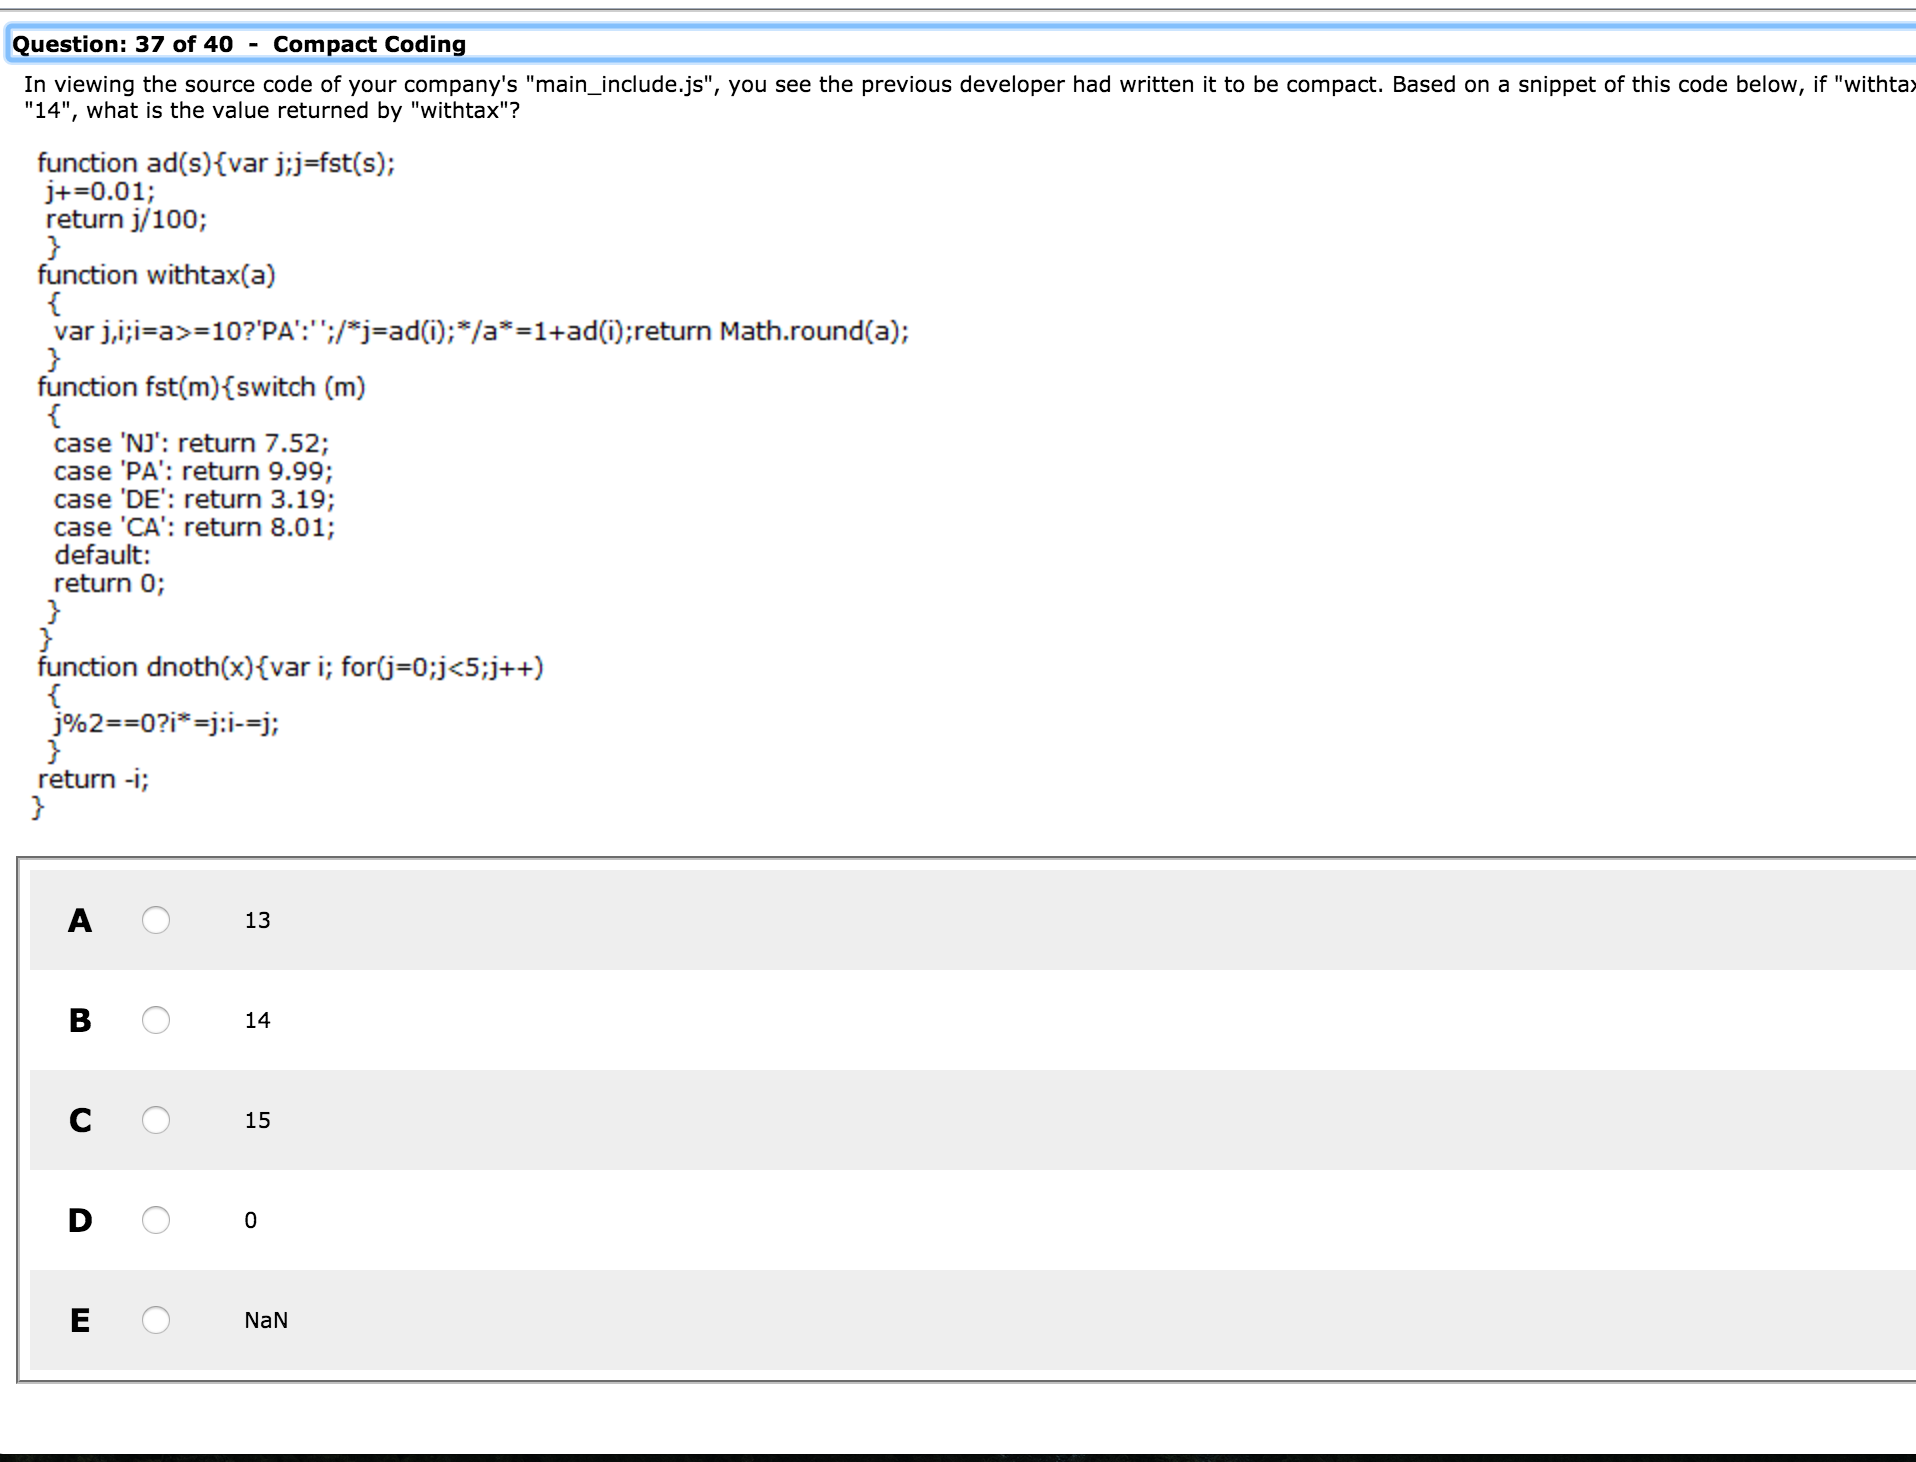 Question: 37 of 40 - Compact Coding
In viewing the source code of your company's "main_include.js", you see the previous developer had written it to be compact. Based on a snippet of this code below, if "withtax
"14", what is the value returned by "withtax"?
function ad(s){var j;j=fst(s);
j+=0.01;
return j/100;
}
function withtax(a)
{
var j,i;i=a>=10?'PA':'';/*j=ad(i);*/a*=1+ad(i);return Math.round(a);
}
function fst(m){switch (m)
{
case 'NJ': return 7.52;
case 'PA': return 9.99;
case 'DE': return 3.19;
case 'CA': return 8.01;
default:
return 0;
}
}
function dnoth(x){var i; for(j=0;j<5;j++)
{
j%2==0?i*=j:i-=j;
}
return -i;
}
A 13
B 14
C 15
D 0
E NaN